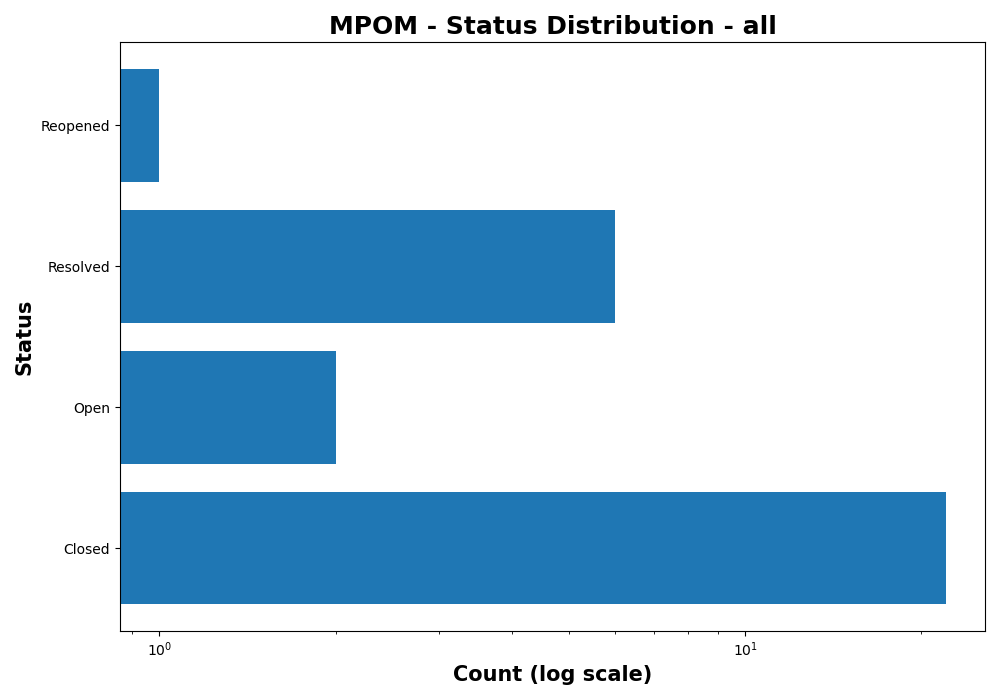 MPOM - Status Distribution - all
Reopened
Resolved
Open
Closed
Status
10⁰
10¹
Count (log scale)